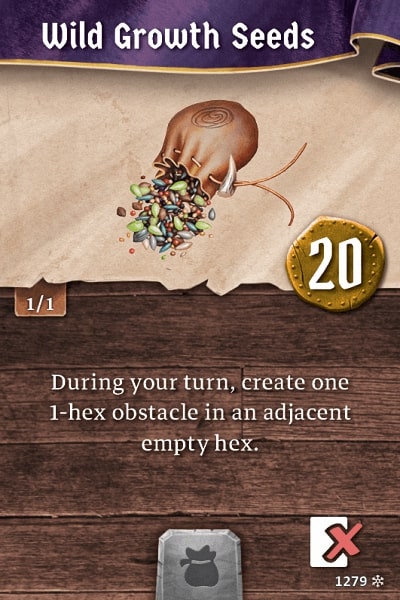 Wild Growth Seeds
20
1/1
During your turn, create one
1-hex obstacle in an adjacent
empty hex.
1279